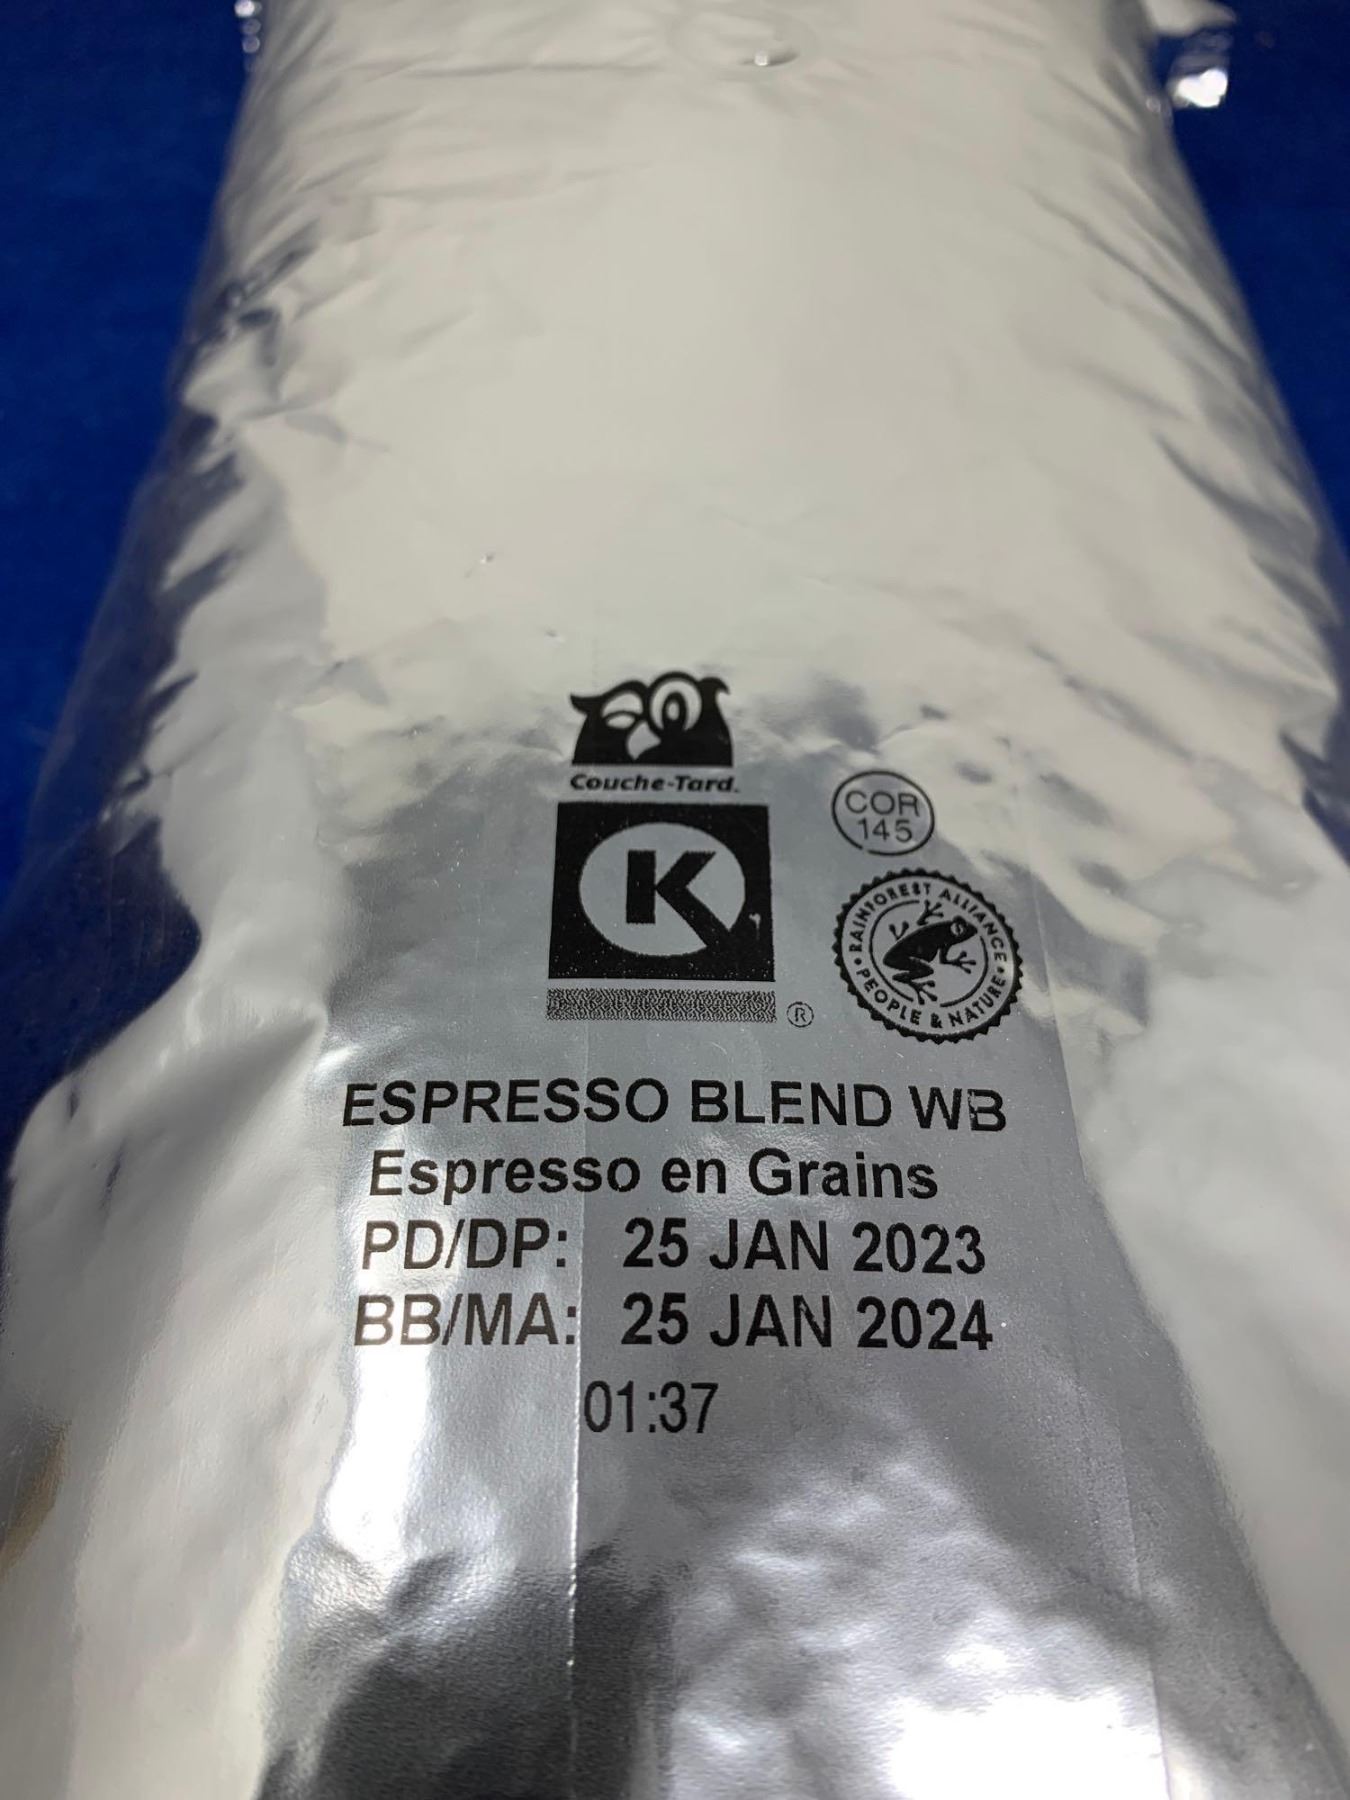 Couche-Tard.
K
®
COR
145
RAINFOREST ALLIANCE
• PEOPLE & NATURE •
ESPRESSO BLEND WB
Espresso en Grains
PD/DP: 25 JAN 2023
BB/MA: 25 JAN 2024
01:37